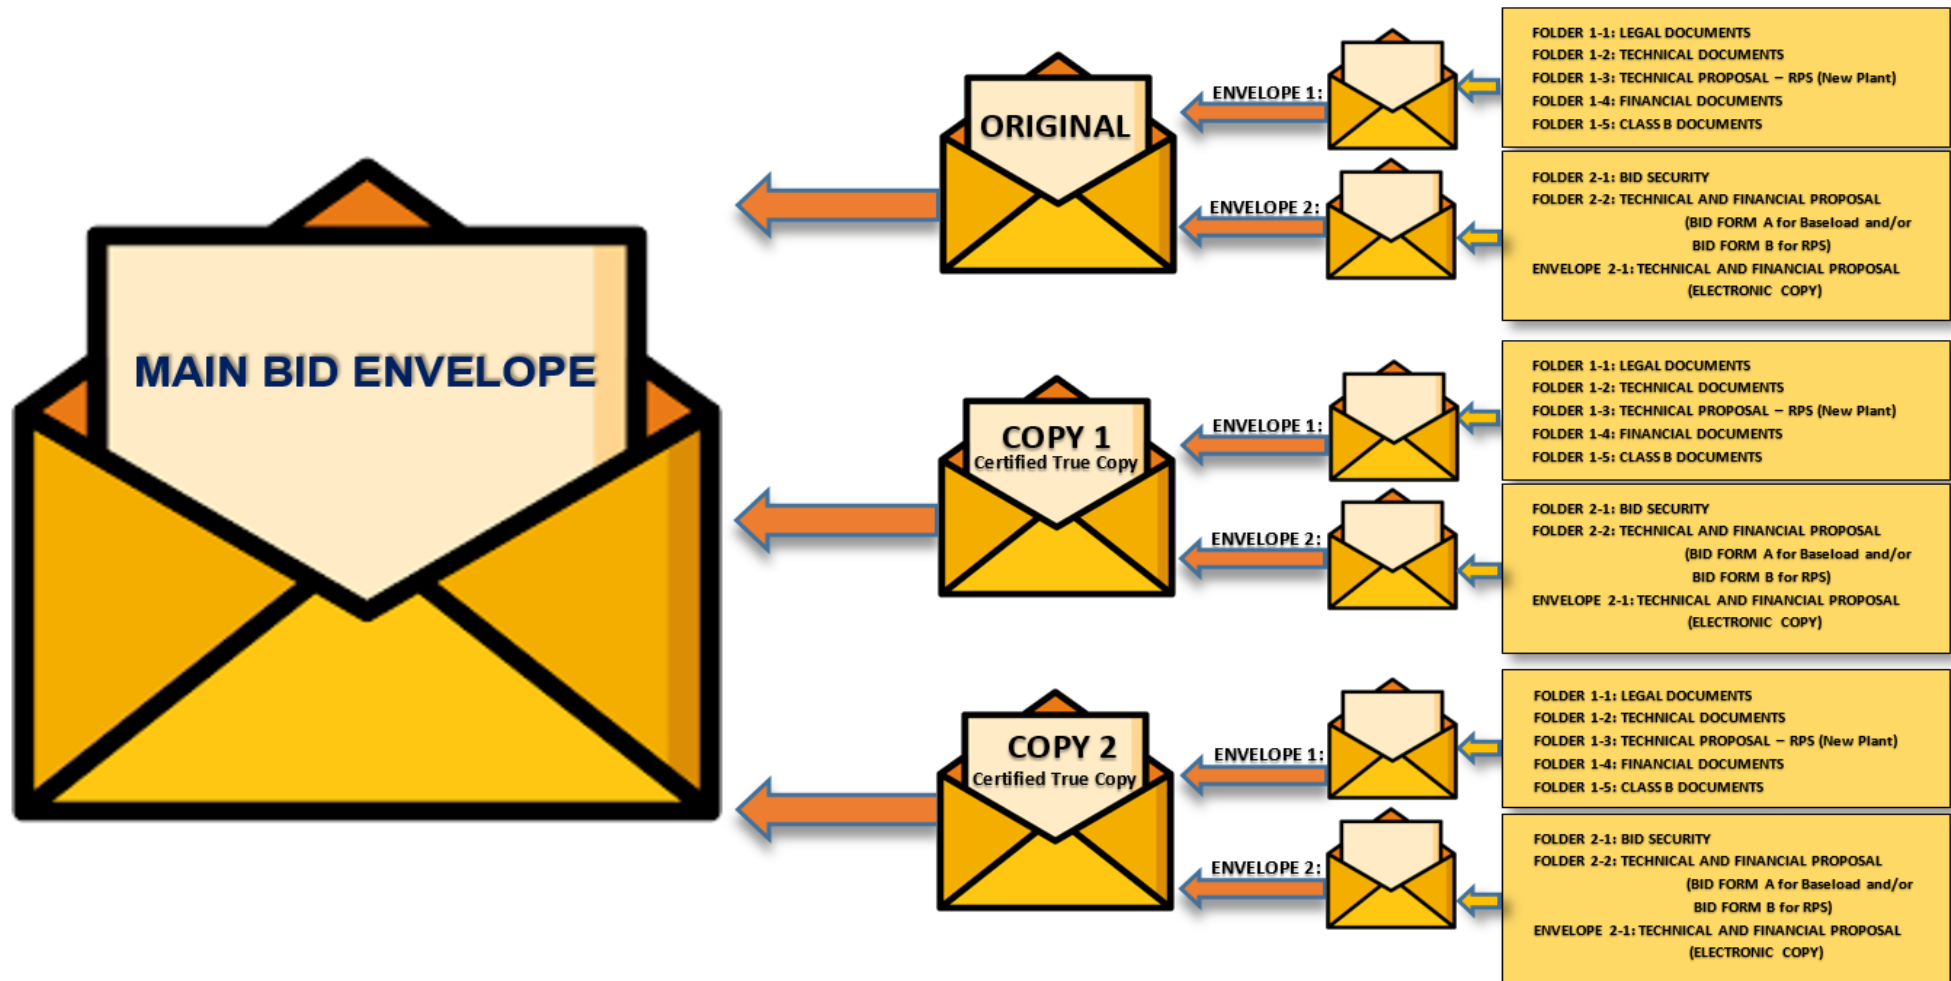 MAIN BID ENVELOPE
ORIGINAL
ENVELOPE 1:
FOLDER 1-1: LEGAL DOCUMENTS
FOLDER 1-2: TECHNICAL DOCUMENTS
FOLDER 1-3: TECHNICAL PROPOSAL – RPS (New Plant)
FOLDER 1-4: FINANCIAL DOCUMENTS
FOLDER 1-5: CLASS B DOCUMENTS
ENVELOPE 2:
FOLDER 2-1: BID SECURITY
FOLDER 2-2: TECHNICAL AND FINANCIAL PROPOSAL
(BID FORM A for Baseload and/or
BID FORM B for RPS)
ENVELOPE 2-1: TECHNICAL AND FINANCIAL PROPOSAL
(ELECTRONIC COPY)
COPY 1
Certified True Copy
ENVELOPE 1:
FOLDER 1-1: LEGAL DOCUMENTS
FOLDER 1-2: TECHNICAL DOCUMENTS
FOLDER 1-3: TECHNICAL PROPOSAL – RPS (New Plant)
FOLDER 1-4: FINANCIAL DOCUMENTS
FOLDER 1-5: CLASS B DOCUMENTS
ENVELOPE 2:
FOLDER 2-1: BID SECURITY
FOLDER 2-2: TECHNICAL AND FINANCIAL PROPOSAL
(BID FORM A for Baseload and/or
BID FORM B for RPS)
ENVELOPE 2-1: TECHNICAL AND FINANCIAL PROPOSAL
(ELECTRONIC COPY)
COPY 2
Certified True Copy
ENVELOPE 1:
FOLDER 1-1: LEGAL DOCUMENTS
FOLDER 1-2: TECHNICAL DOCUMENTS
FOLDER 1-3: TECHNICAL PROPOSAL – RPS (New Plant)
FOLDER 1-4: FINANCIAL DOCUMENTS
FOLDER 1-5: CLASS B DOCUMENTS
ENVELOPE 2:
FOLDER 2-1: BID SECURITY
FOLDER 2-2: TECHNICAL AND FINANCIAL PROPOSAL
(BID FORM A for Baseload and/or
BID FORM B for RPS)
ENVELOPE 2-1: TECHNICAL AND FINANCIAL PROPOSAL
(ELECTRONIC COPY)